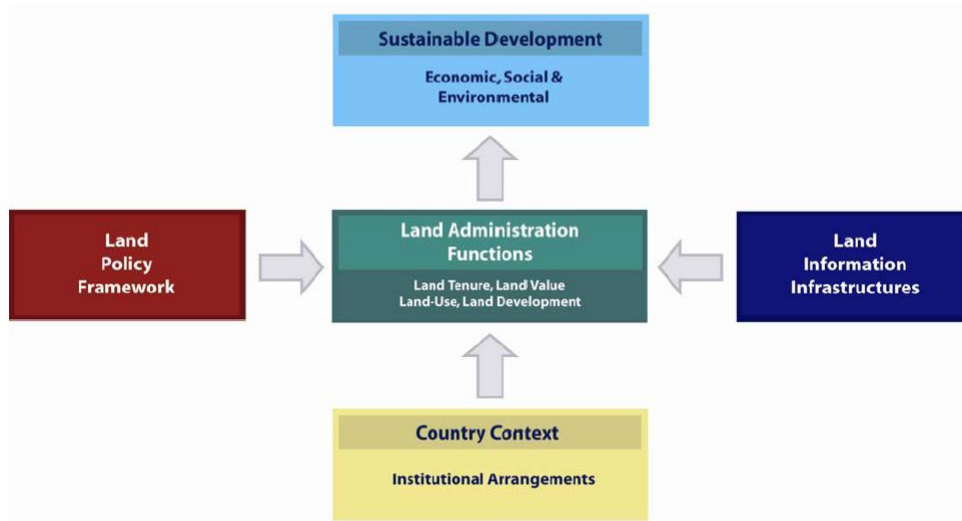 Sustainable Development
Economic, Social &
Environmental
Land
Policy
Framework
Land Administration
Functions
Land Tenure, Land Value
Land-Use, Land Development
Land
Information
Infrastructures
Country Context
Institutional Arrangements